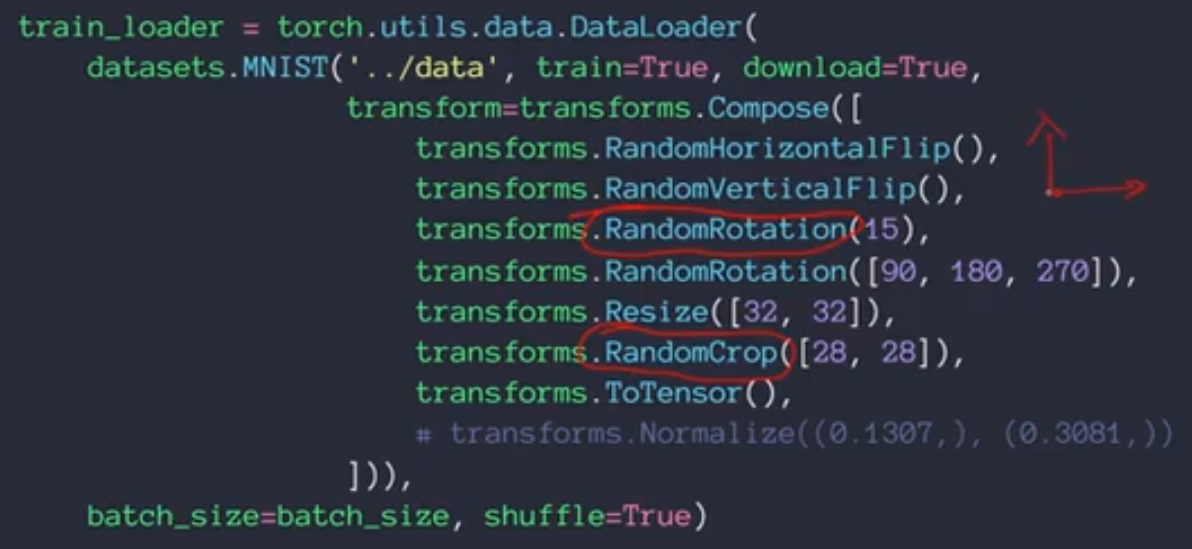 train_loader = torch.utils.data.DataLoader(
datasets.MNIST('../data', train=True, download=True,
transform=transforms.Compose([
transforms.RandomHorizontalFlip(),
transforms.RandomVerticalFlip(),
transforms.RandomRotation(15),
transforms.RandomRotation([90, 180, 270]),
transforms.Resize([32, 32]),
transforms.RandomCrop([28, 28]),
transforms.ToTensor(),
# transforms.Normalize((0.1307,), (0.3081,))
])),
batch_size=batch_size, shuffle=True)